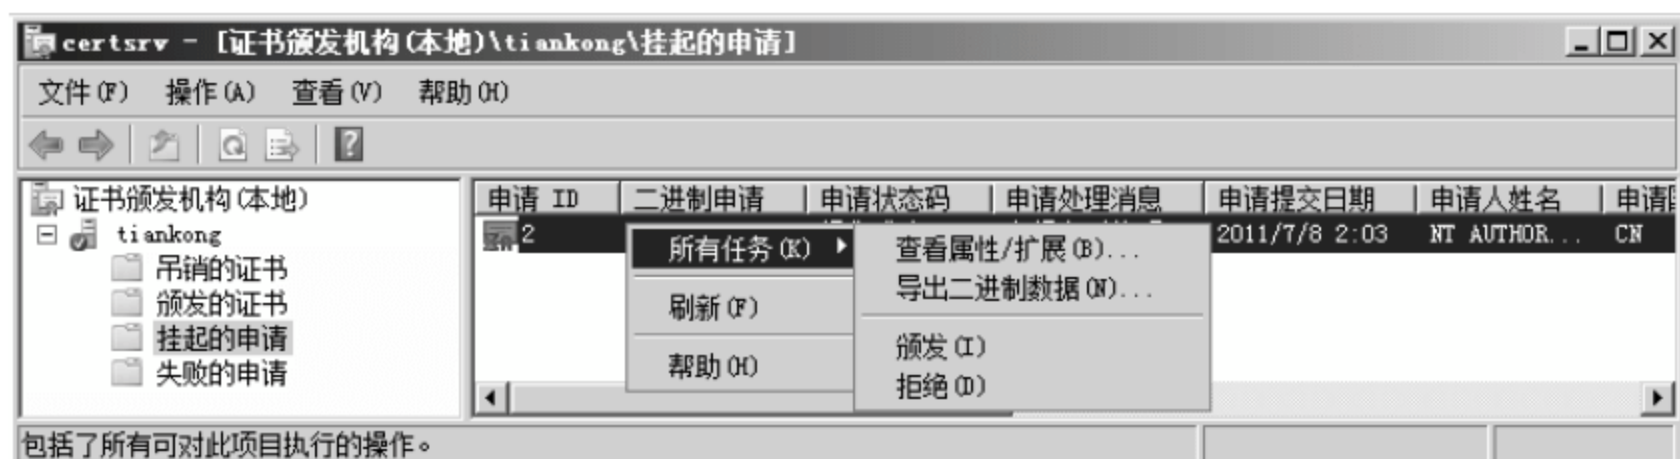 certsrv - [证书颁发机构(本地)\tiankong\挂起的申请]
文件(F) 操作(A) 查看(V) 帮助(H)
证书颁发机构(本地)
tiankong
吊销的证书
颁发的证书
挂起的申请
失败的申请
申请 ID 二进制申请 申请状态码 申请处理消息 申请提交日期 申请人姓名 申请
2 2011/7/8 2:03 NT AUTHOR... CN
所有任务(K)
刷新(F)
帮助(H)
查看属性/扩展(B)...
导出二进制数据(N)...
颁发(I)
拒绝(D)
包括了所有可对此项目执行的操作。